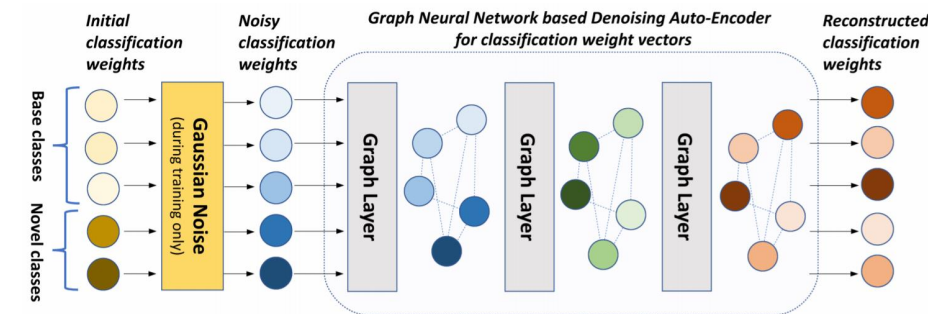 Initial
classification
weights
Noisy
classification
weights
Graph Neural Network based Denoising Auto-Encoder
for classification weight vectors
Reconstructed
classification
weights
Base classes
Novel classes
Gaussian Noise
(during training only)
Graph Layer
Graph Layer
Graph Layer